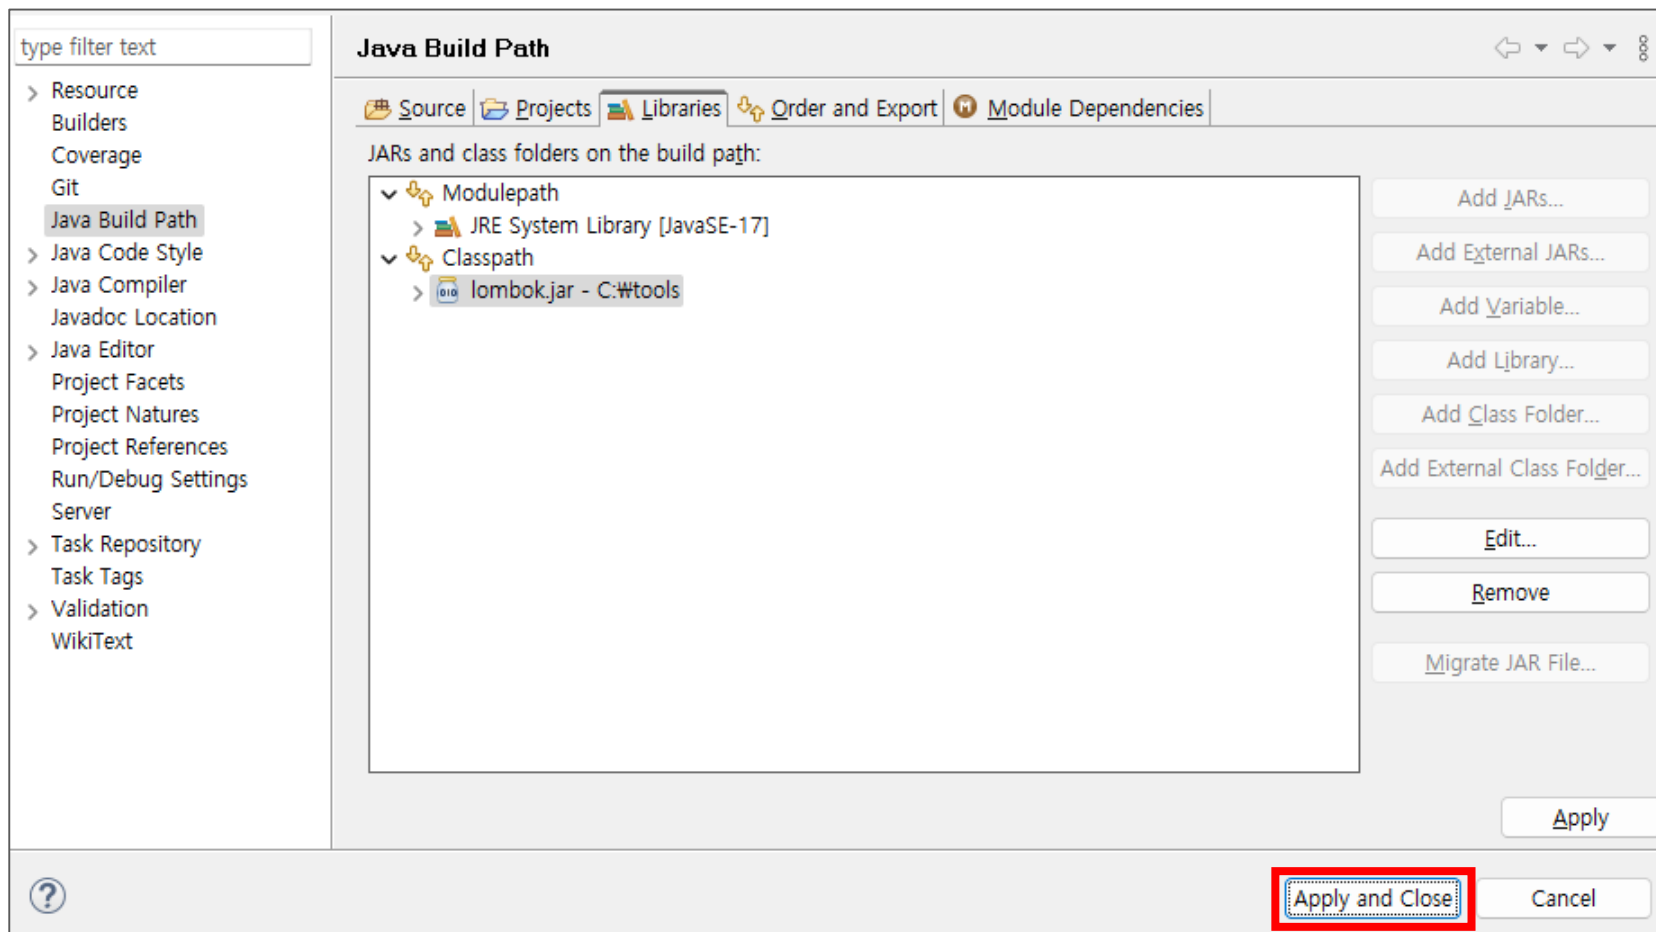 type filter text
Resource
Builders
Coverage
Git
Java Build Path
Java Code Style
Java Compiler
Javadoc Location
Java Editor
Project Facets
Project Natures
Project References
Run/Debug Settings
Server
Task Repository
Task Tags
Validation
WikiText
Java Build Path
Source Projects Libraries Order and Export Module Dependencies
JARs and class folders on the build path:
Modulepath
JRE System Library [JavaSE-17]
Classpath
lombok.jar - C:₩tools
Add JARs...
Add External JARs...
Add Variable...
Add Library...
Add Class Folder...
Add External Class Folder...
Edit...
Remove
Migrate JAR File...
Apply
Apply and Close Cancel